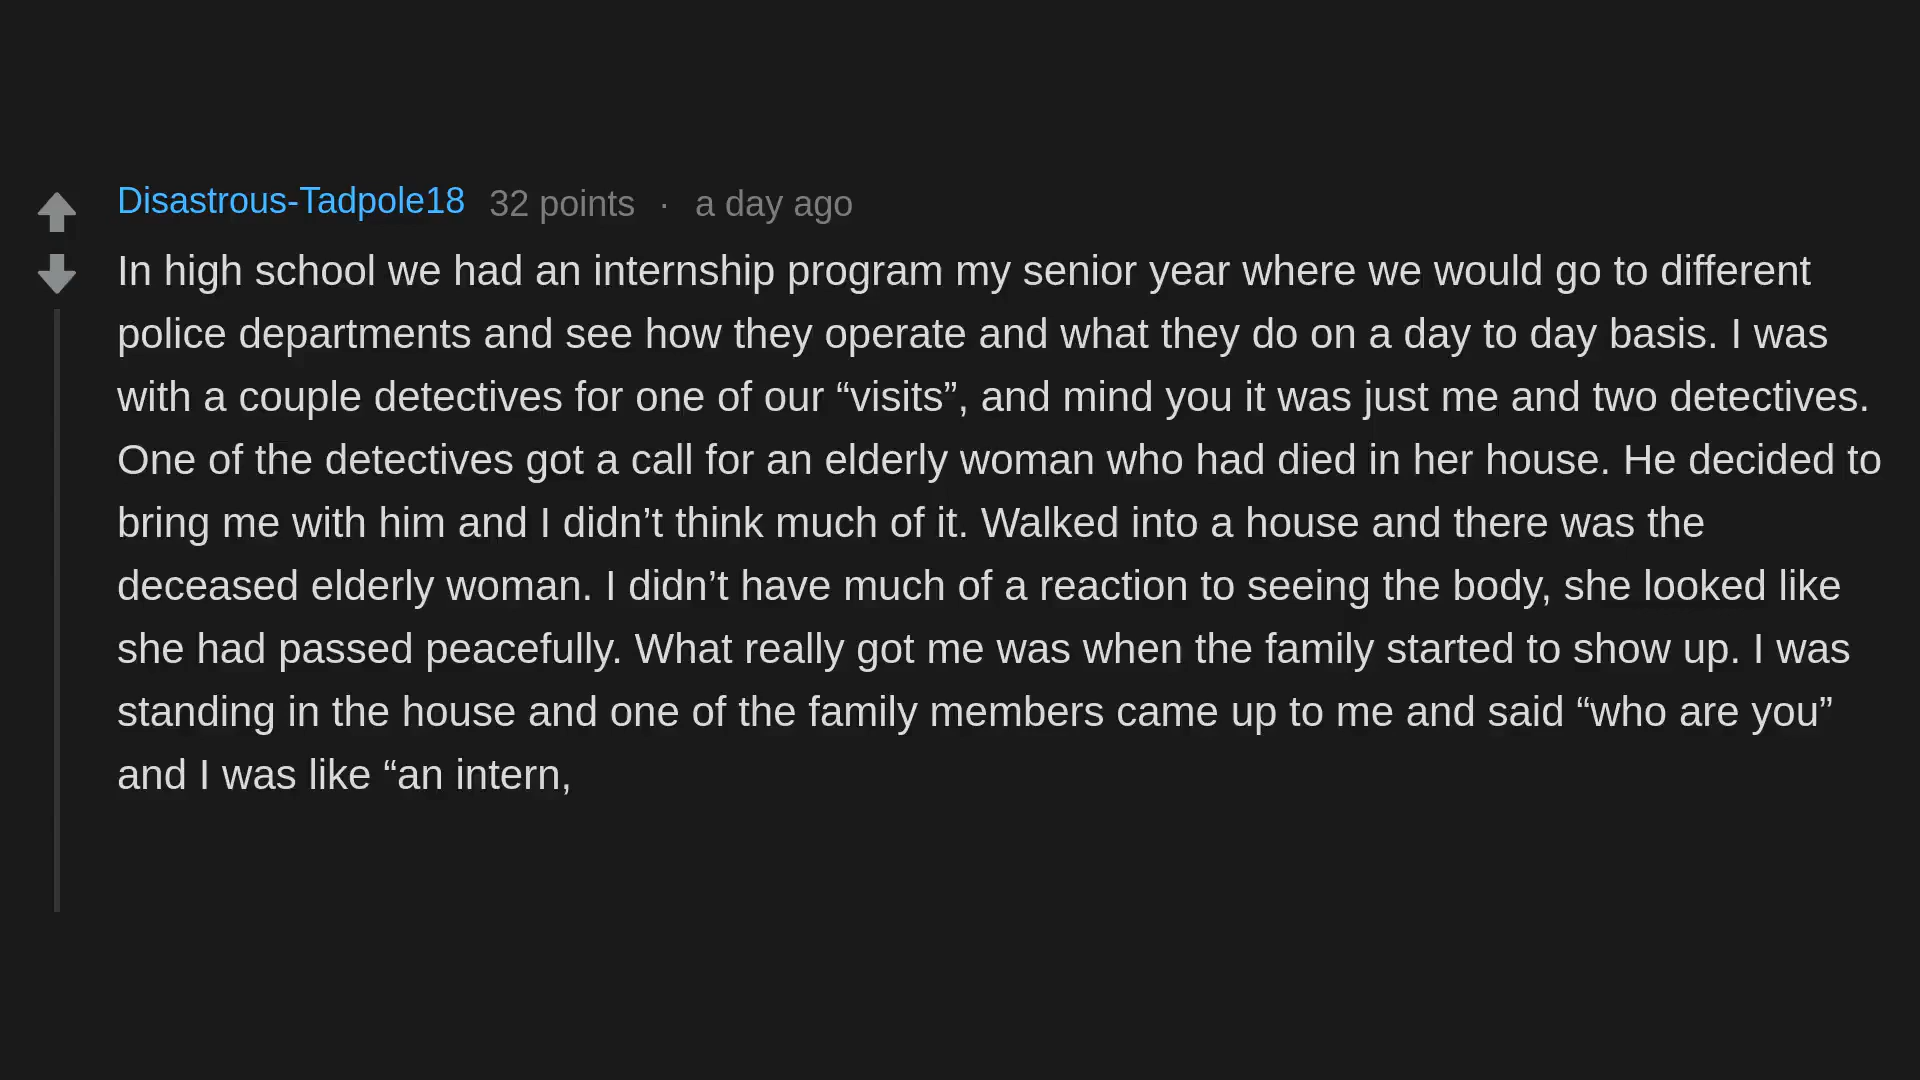 Disastrous-Tadpole18 32 points · a day ago
In high school we had an internship program my senior year where we would go to different
police departments and see how they operate and what they do on a day to day basis. I was
with a couple detectives for one of our “visits”, and mind you it was just me and two detectives.
One of the detectives got a call for an elderly woman who had died in her house. He decided to
bring me with him and I didn’t think much of it. Walked into a house and there was the
deceased elderly woman. I didn’t have much of a reaction to seeing the body, she looked like
she had passed peacefully. What really got me was when the family started to show up. I was
standing in the house and one of the family members came up to me and said “who are you”
and I was like “an intern,